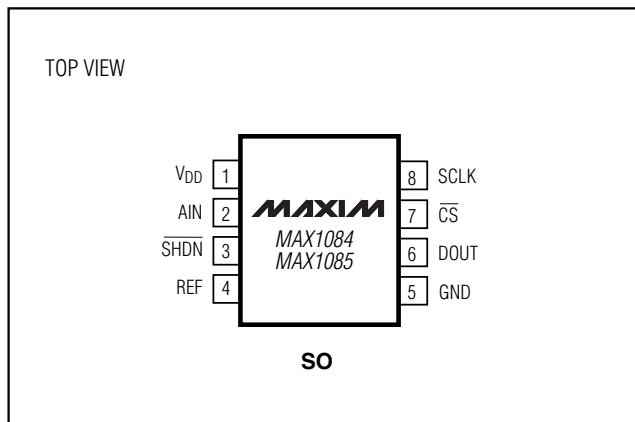 TOP VIEW
VDD 1
AIN 2
SHDN 3
REF 4
MAXIM
MAX1084
MAX1085
8 SCLK
7 CS
6 DOUT
5 GND
SO